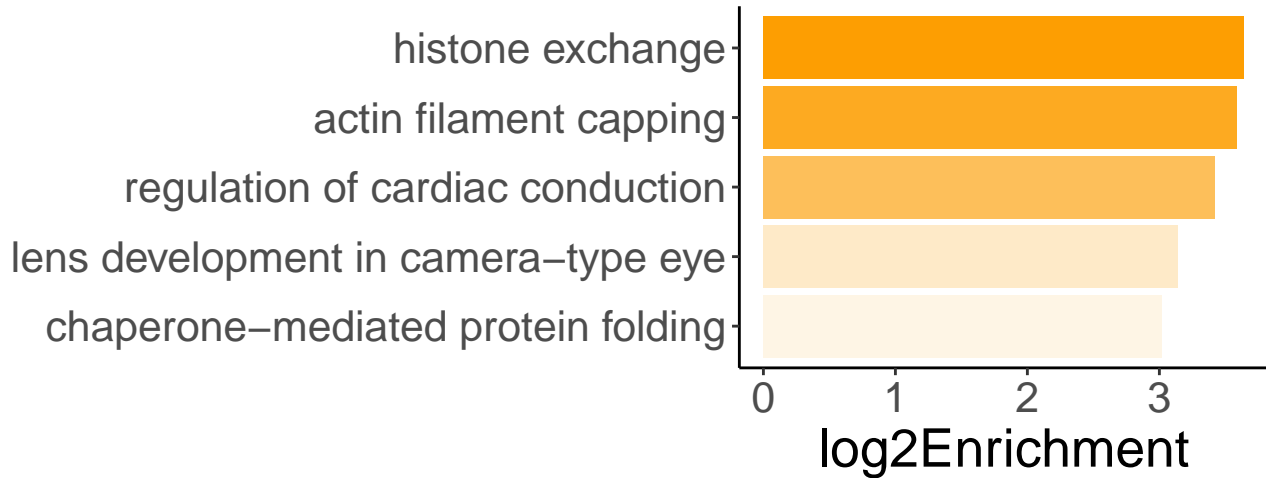 histone exchange
actin filament capping
regulation of cardiac conduction
lens development in camera−type eye
chaperone−mediated protein folding
0 1 2 3
log2Enrichment